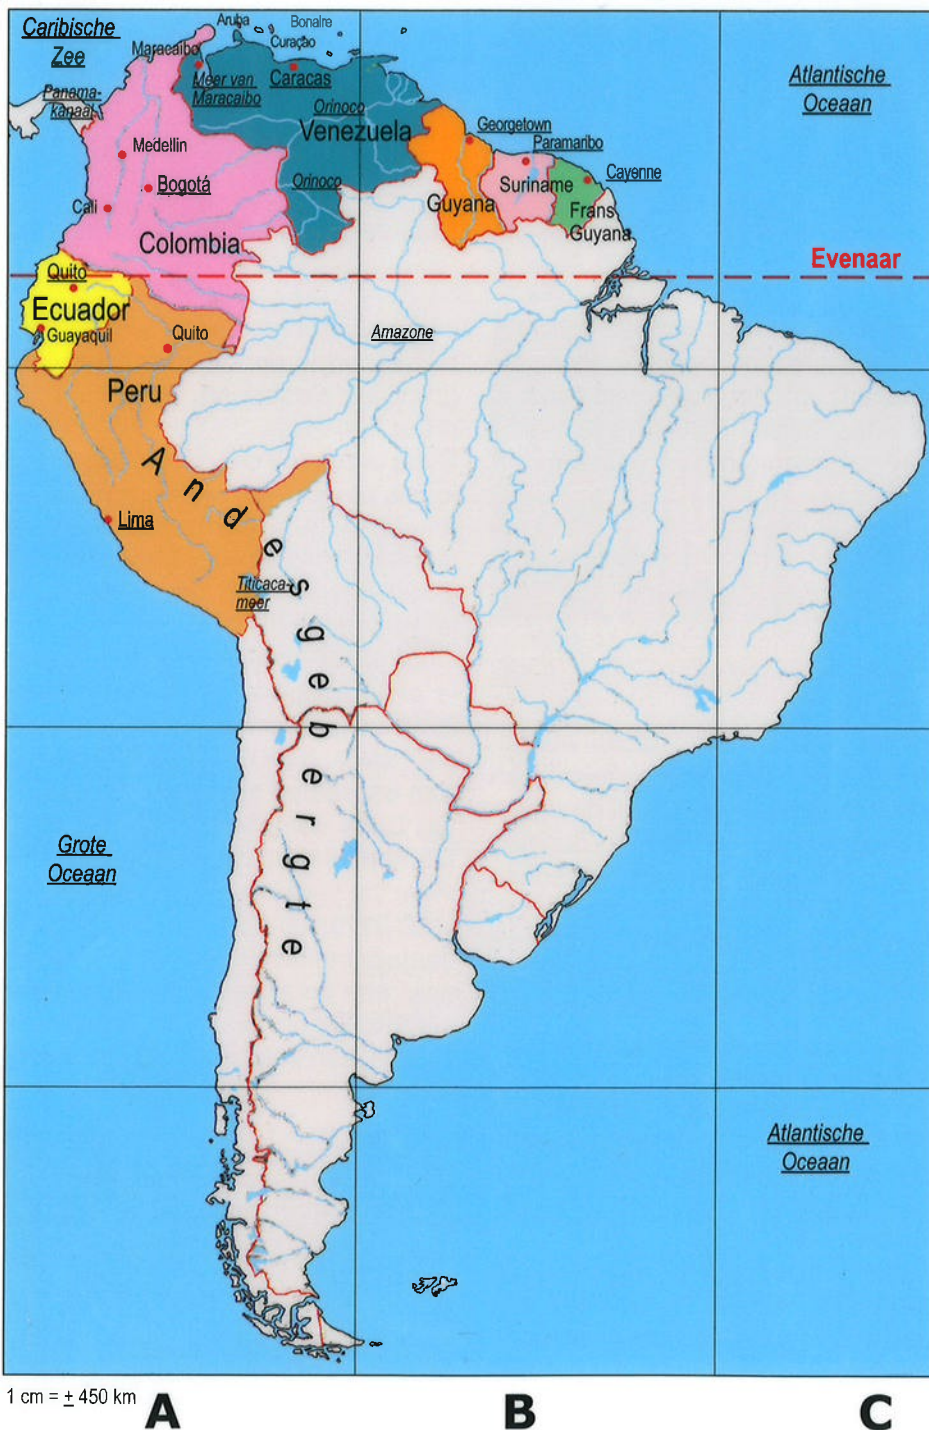 Caribische
Zee
Aruba
Bonaire
Curaçao
Maracaibo
Meer van
Maracaibo
Caracas
Panama-
kanaal
Orinoco
Venezuela
Atlantische
Oceaan
Georgetown
Paramaribo
Medellin
Bogotá
Orinoco
Suriname
Cayenne
Cali
Guyana
Frans
Guyana
Colombia
Evenaar
Quito
Ecuador
Guayaquil
Quito
Amazone
Peru
Andesgebergte
Lima
Titicaca-
meer
Grote
Oceaan
Atlantische
Oceaan
1 cm = ± 450 km
A
B
C